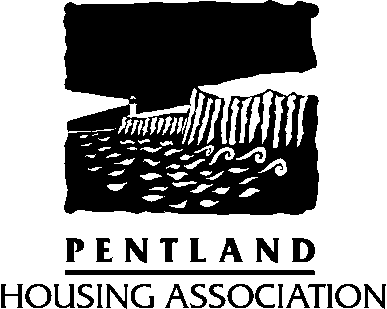 PENTLAND
HOUSING ASSOCIATION